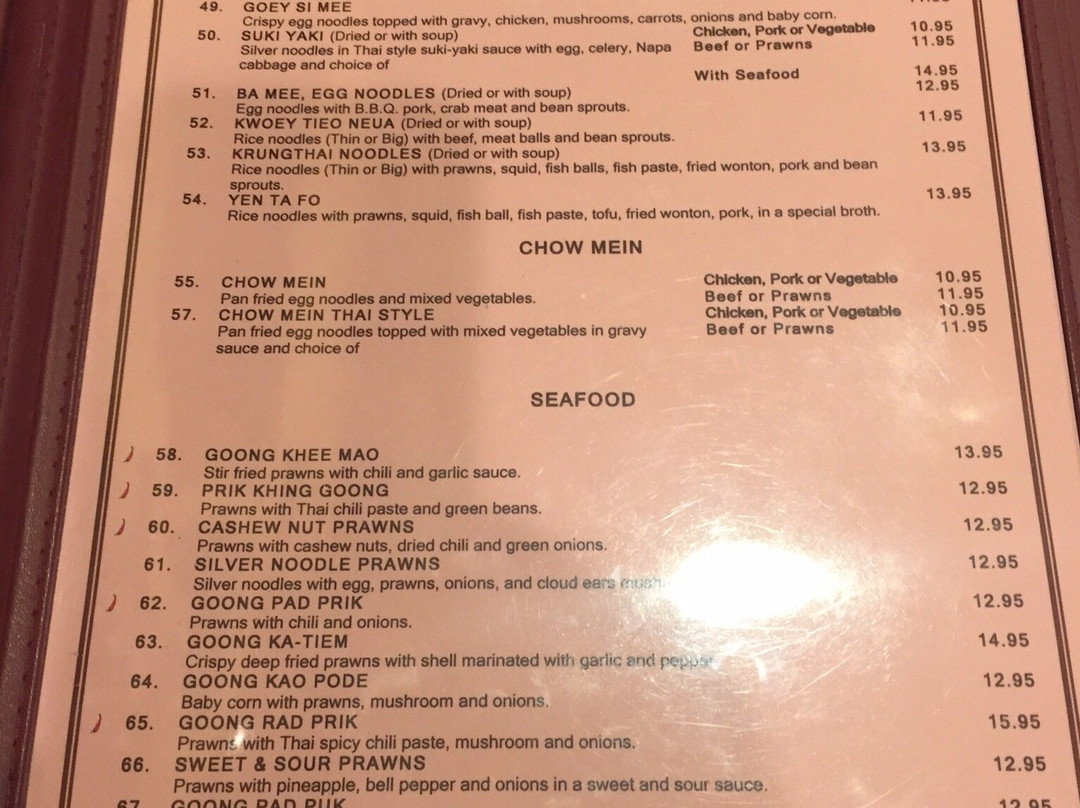 49. GOEY SI MEE
Crispy egg noodles topped with gravy, chicken, mushrooms, carrots, onions and baby corn.
50. SUKI YAKI (Dried or with soup) Chicken, Pork or Vegetable 10.95
Silver noodles in Thai style suki-yaki sauce with egg, celery, Napa Beef or Prawns 11.95
cabbage and choice of
With Seafood 14.95
51. BA MEE, EGG NOODLES (Dried or with soup) 12.95
Egg noodles with B.B.Q. pork, crab meat and bean sprouts.
52. KWOEY TIEO NEUA (Dried or with soup) 11.95
Rice noodles (Thin or Big) with beef, meat balls and bean sprouts.
53. KRUNGTHAI NOODLES (Dried or with soup) 13.95
Rice noodles (Thin or Big) with prawns, squid, fish balls, fish paste, fried wonton, pork and bean
sprouts.
54. YEN TA FO 13.95
Rice noodles with prawns, squid, fish ball, fish paste, tofu, fried wonton, pork, in a special broth.
CHOW MEIN
55. CHOW MEIN Chicken, Pork or Vegetable 10.95
Pan fried egg noodles and mixed vegetables. Beef or Prawns 11.95
57. CHOW MEIN THAI STYLE Chicken, Pork or Vegetable 10.95
Pan fried egg noodles topped with mixed vegetables in gravy Beef or Prawns 11.95
sauce and choice of
SEAFOOD
58. GOONG KHEE MAO 13.95
Stir fried prawns with chili and garlic sauce.
59. PRIK KHING GOONG 12.95
Prawns with Thai chili paste and green beans.
60. CASHEW NUT PRAWNS 12.95
Prawns with cashew nuts, dried chili and green onions.
61. SILVER NOODLE PRAWNS 12.95
Silver noodles with egg, prawns, onions, and cloud ears
62. GOONG PAD PRIK 12.95
Prawns with chili and onions.
63. GOONG KA-TIEM 14.95
Crispy deep fried prawns with shell marinated with garlic and pepper.
64. GOONG KAO PODE 12.95
Baby corn with prawns, mushroom and onions.
65. GOONG RAD PRIK 15.95
Prawns with Thai spicy chili paste, mushroom and onions.
66. SWEET & SOUR PRAWNS 12.95
Prawns with pineapple, bell pepper and onions in a sweet and sour sauce.
67. GOONG 12.95